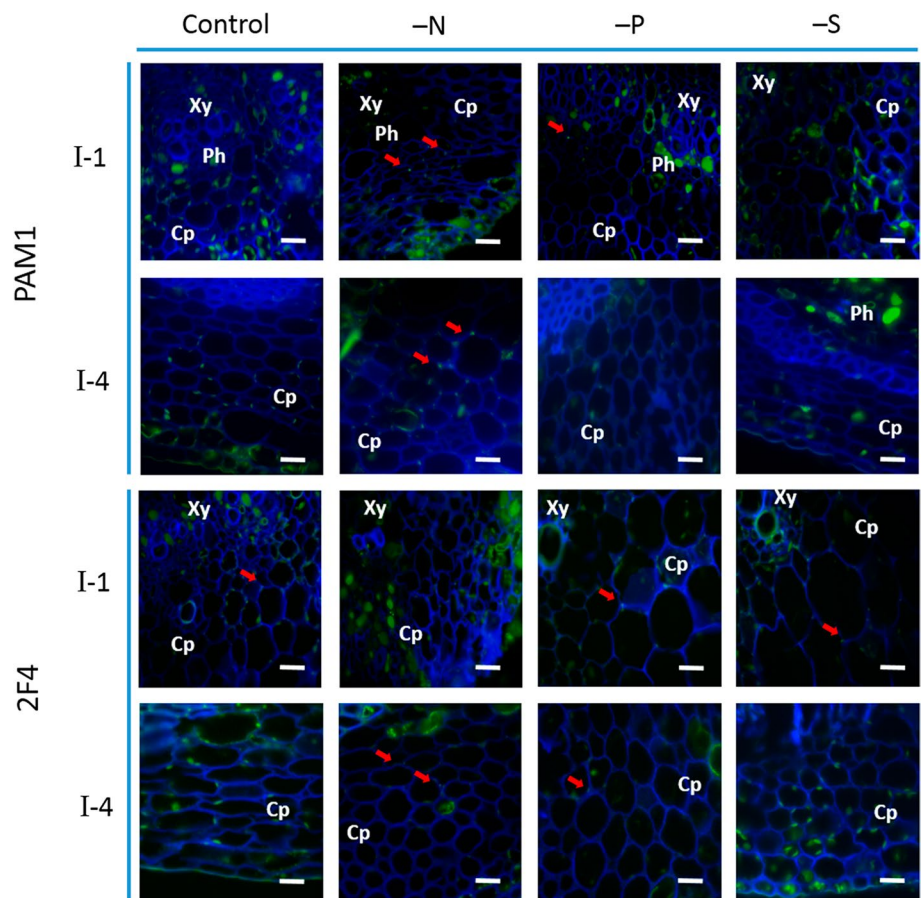 Control –N –P –S
PAM1
I-1
Xy Ph Cp
Xy Cp Ph
Xy Ph Cp
Xy Cp
I-4
Cp
Cp
Cp
Ph Cp
2F4
I-1
Xy Cp
Xy Cp
Xy Cp
Xy Cp
I-4
Cp
Cp
Cp
Cp